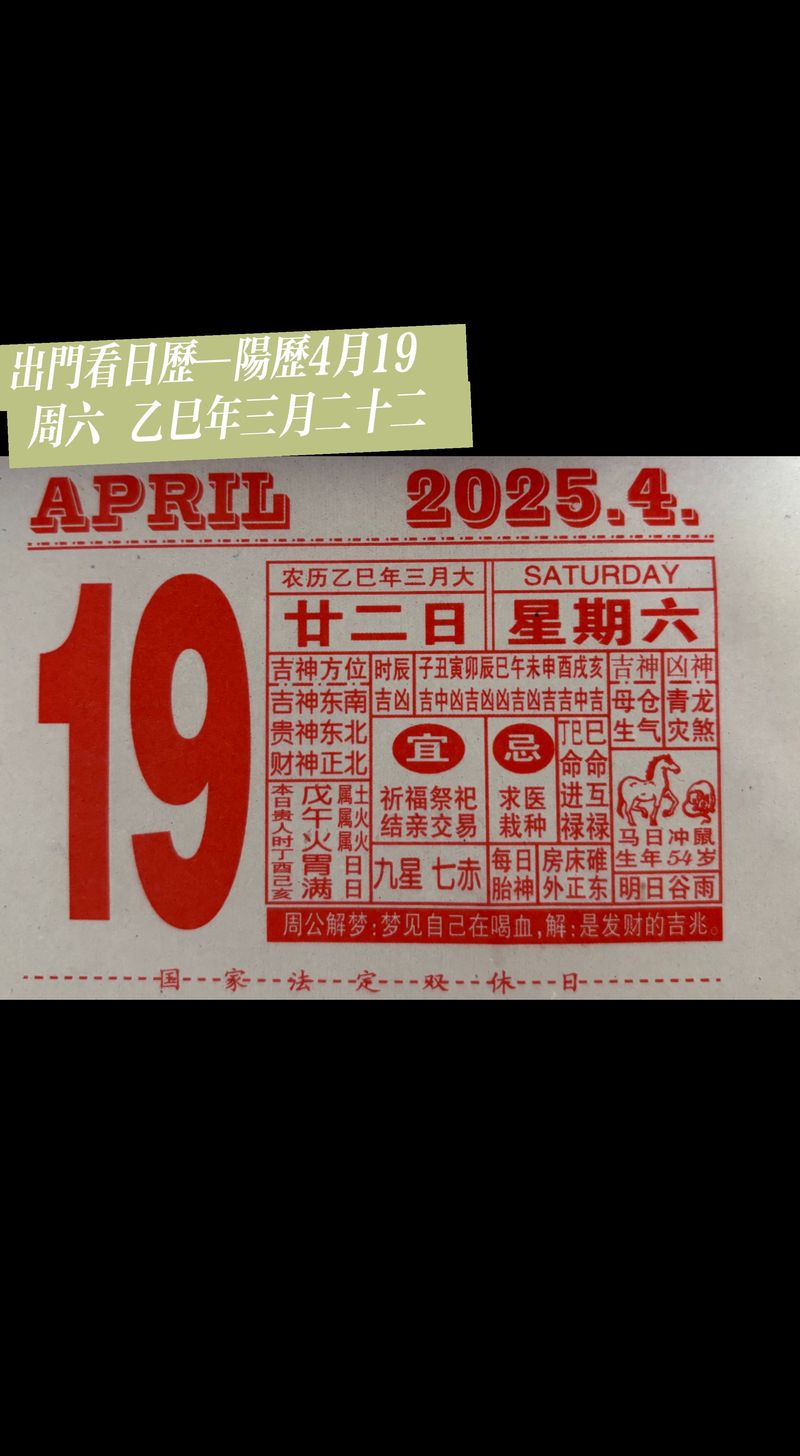 出門看日歷—陽歷4月19
周六 乙巳年三月二十二
APRIL 2025.4.
19
农历乙巳年三月大
SATURDAY
廿二日
星期六
吉神方位
吉神东南
贵神东北
财神正北
时辰 子丑寅卯辰巳午未申酉戌亥
吉凶 吉中凶吉凶凶吉凶吉吉中吉
吉神 凶神
母仓 青龙
生气 灾煞
宜
祈福祭祀
结亲交易
忌
求医
栽种
巳命互禄
命进禄
本日贵人时丁酉己亥
戊午火胃满
属土
属火
属火
日
日
九星 七赤
每日胎神
房床碓
外正东
马日冲鼠
生年54岁
明日谷雨
周公解梦:梦见自己在喝血,解:是发财的吉兆。
国家法定双休日